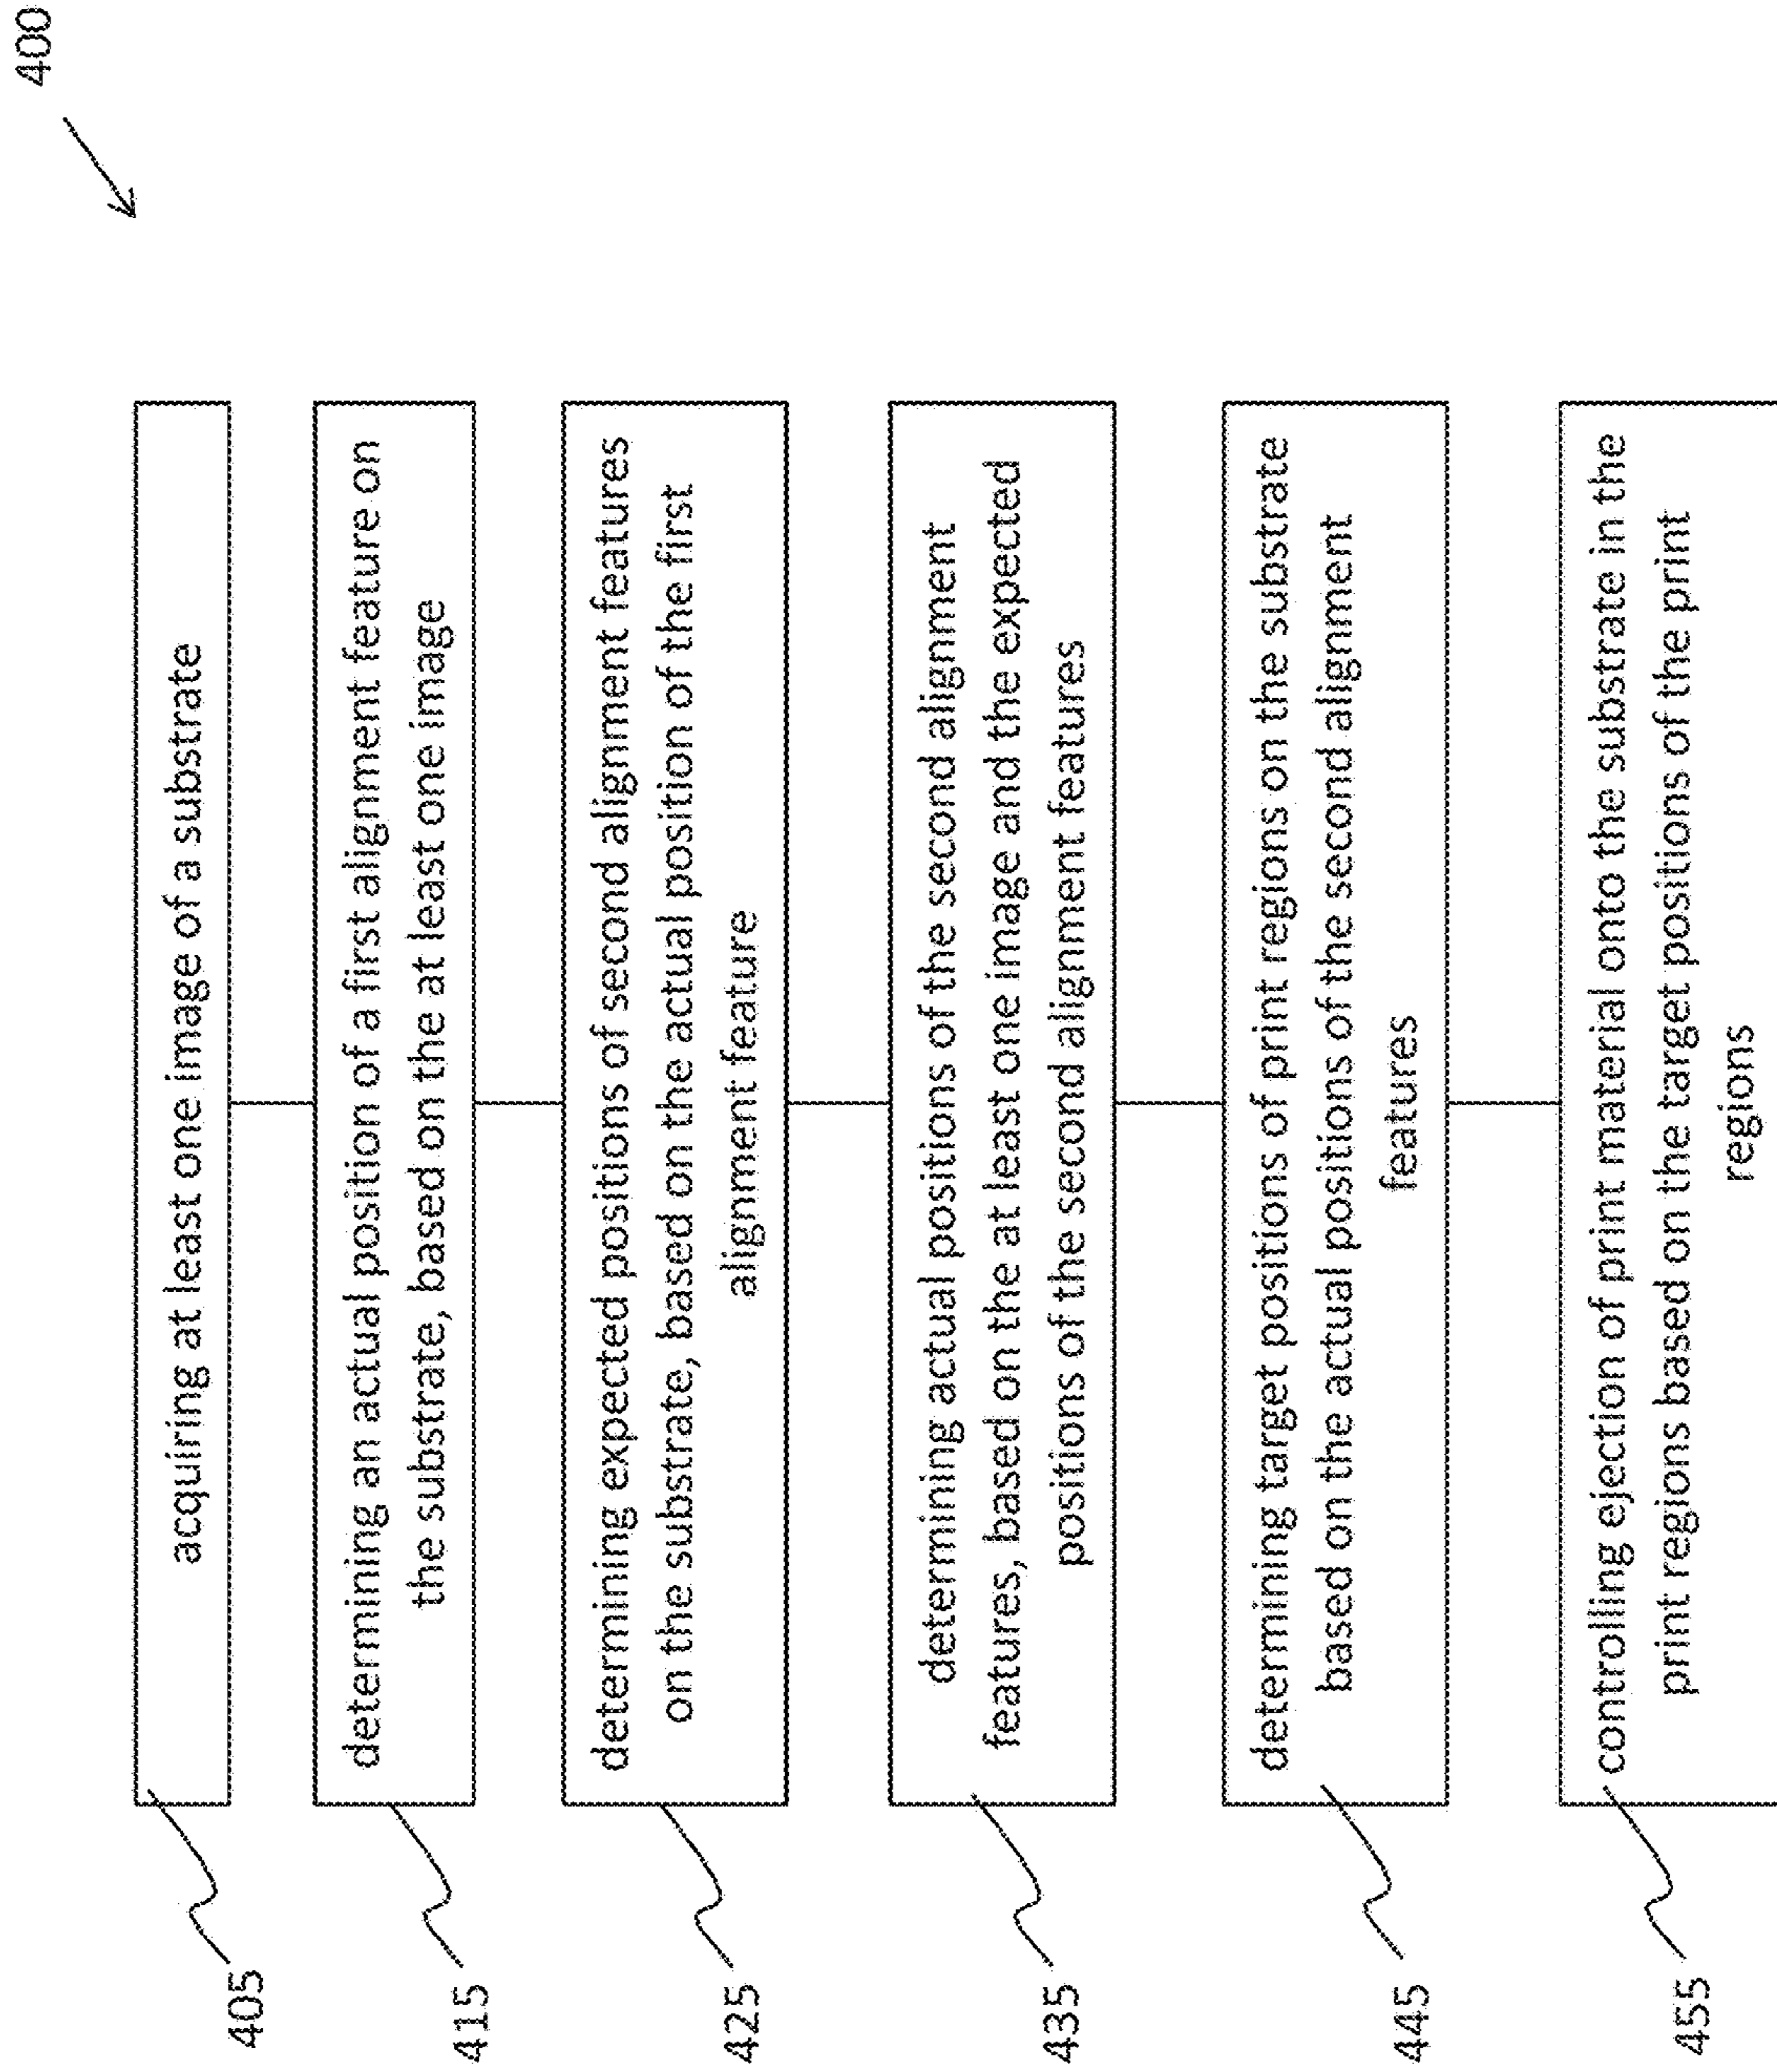 400
405
acquiring at least one image of a substrate
415
determining an actual position of a first alignment feature on
the substrate, based on the at least one image
425
determining expected positions of second alignment features
on the substrate, based on the actual position of the first
alignment feature
435
determining actual positions of the second alignment
features, based on the at least one image and the expected
positions of the second alignment features
445
determining target positions of print regions on the substrate
based on the actual positions of the second alignment
features
455
controlling ejection of print material onto the substrate in the
print regions based on the target positions of the print
regions